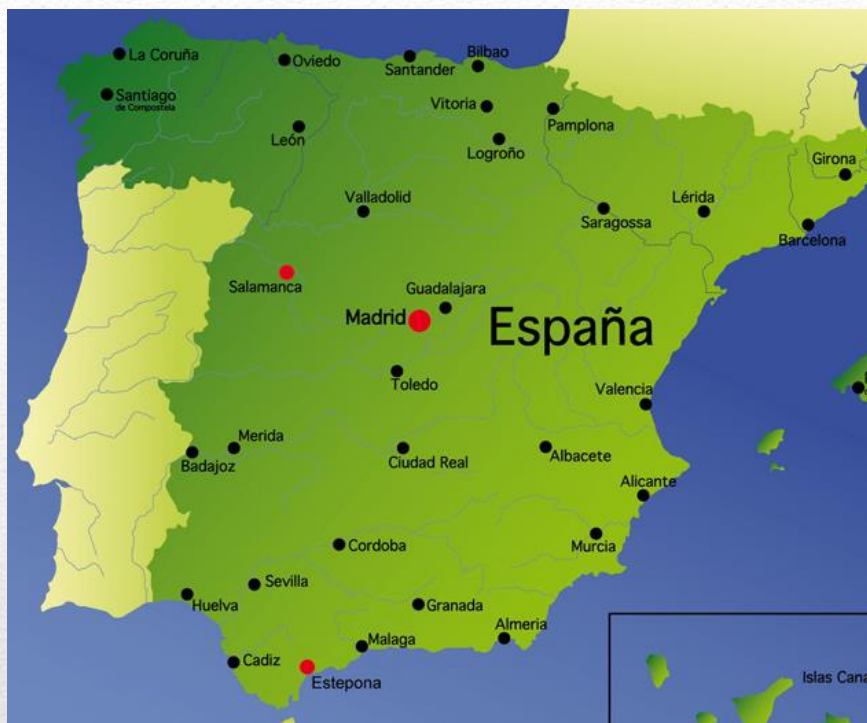 La Coruña
Oviedo
Santander
Bilbao
Santiago
de Compostela
Vitoria
Pamplona
León
Logroño
Girona
Valladolid
Saragossa
Lérida
Barcelona
Salamanca
Guadalajara
Madrid
España
Toledo
Valencia
Merida
Badajoz
Ciudad Real
Albacete
Alicante
Cordoba
Murcia
Sevilla
Huelva
Granada
Almeria
Malaga
Cadiz
Estepona
Islas Cana